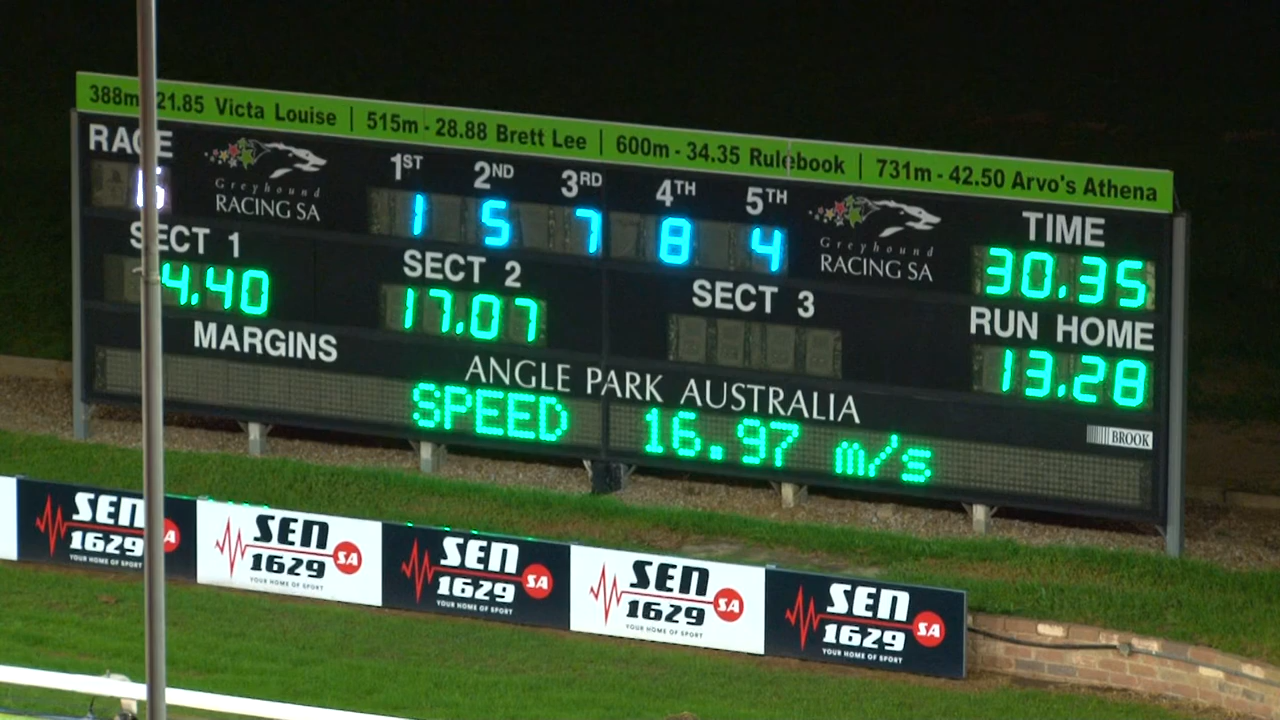 388m 21.85 Victa Louise | 515m - 28.88 Brett Lee | 600m - 34.35 Rulebook | 731m - 42.50 Arvo's Athena
RACE
Greyhound
RACING SA
1ST 2ND 3RD 4TH 5TH
1 5 7 8 4
Greyhound
RACING SA
TIME
30.35
SECT 1
4.40
SECT 2
17.07
SECT 3
RUN HOME
13.28
MARGINS
ANGLE PARK AUSTRALIA
SPEED 16.97 m/s
BROOK
SEN
1629 SA
YOUR HOME OF SPORT
SEN
1629 SA
YOUR HOME OF SPORT
SEN
1629 SA
YOUR HOME OF SPORT
SEN
1629 SA
YOUR HOME OF SPORT
SEN
1629 SA
YOUR HOME OF SPORT